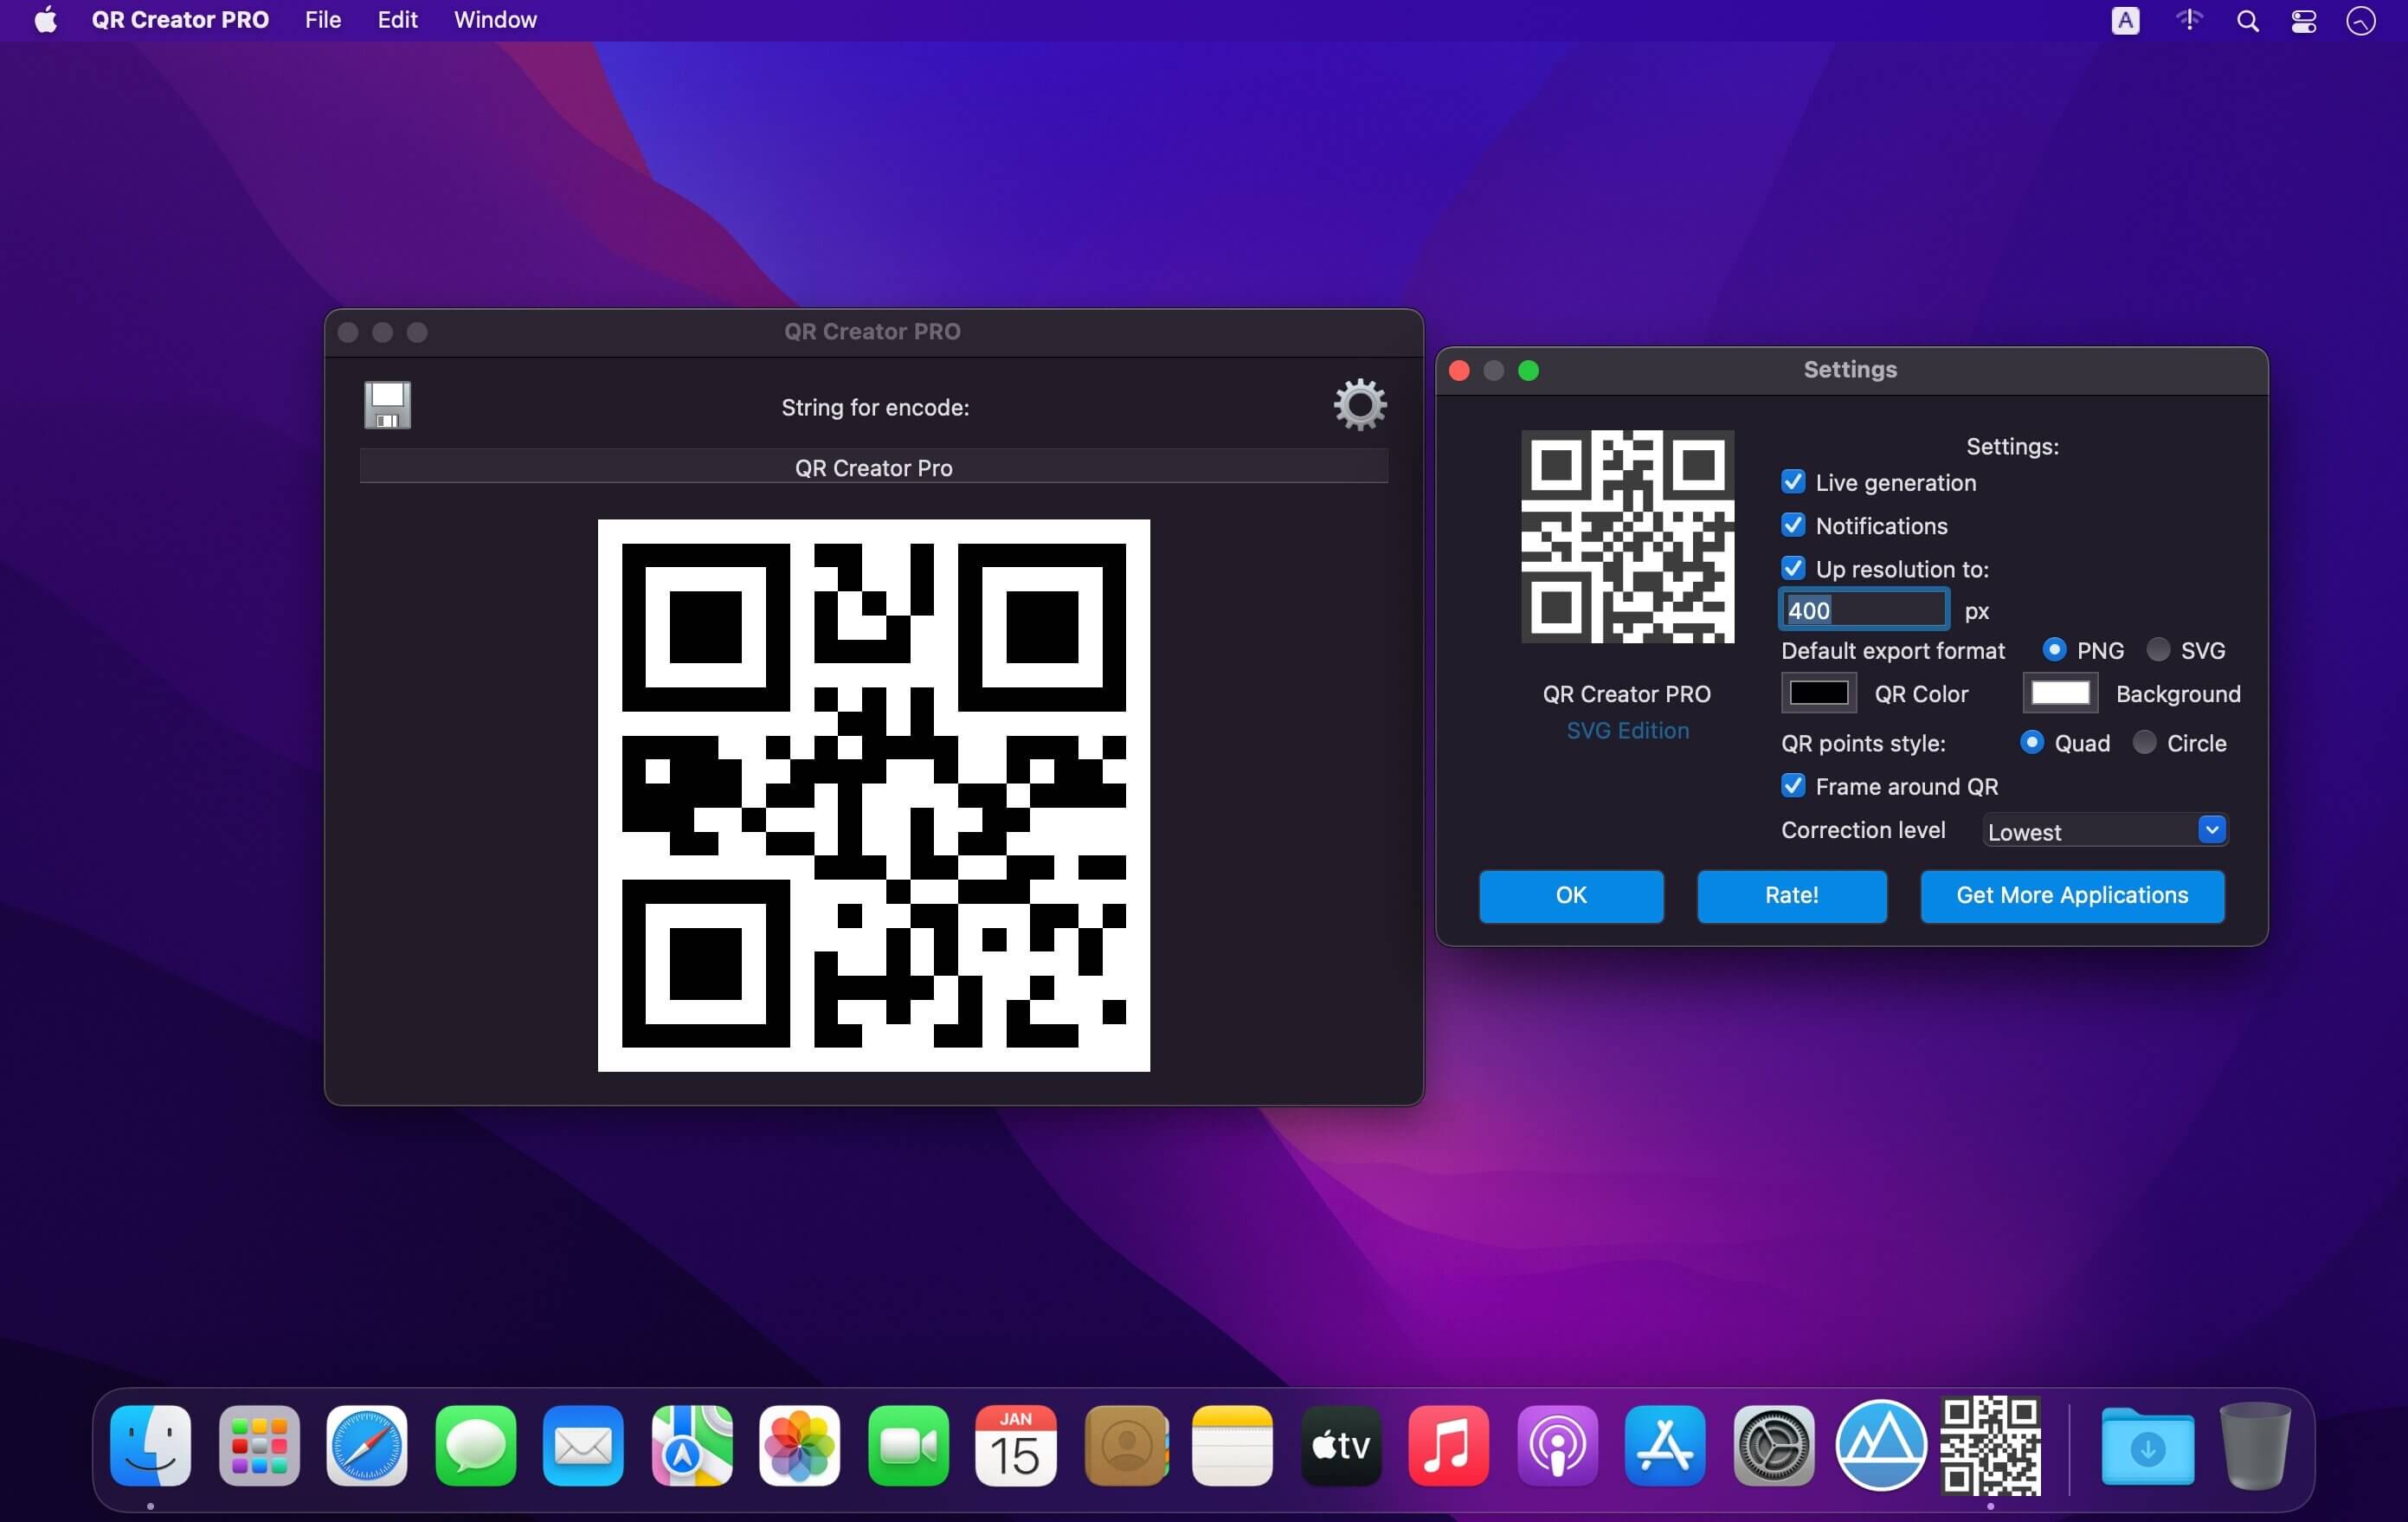 QR Creator PRO File Edit Window A
QR Creator PRO
String for encode:
QR Creator Pro
Settings
Settings:
Live generation
Notifications
Up resolution to:
400 px
Default export format PNG SVG
QR Color Background
QR Creator PRO
SVG Edition
QR points style: Quad Circle
Frame around QR
Correction level Lowest
OK Rate! Get More Applications
JAN
15
tv